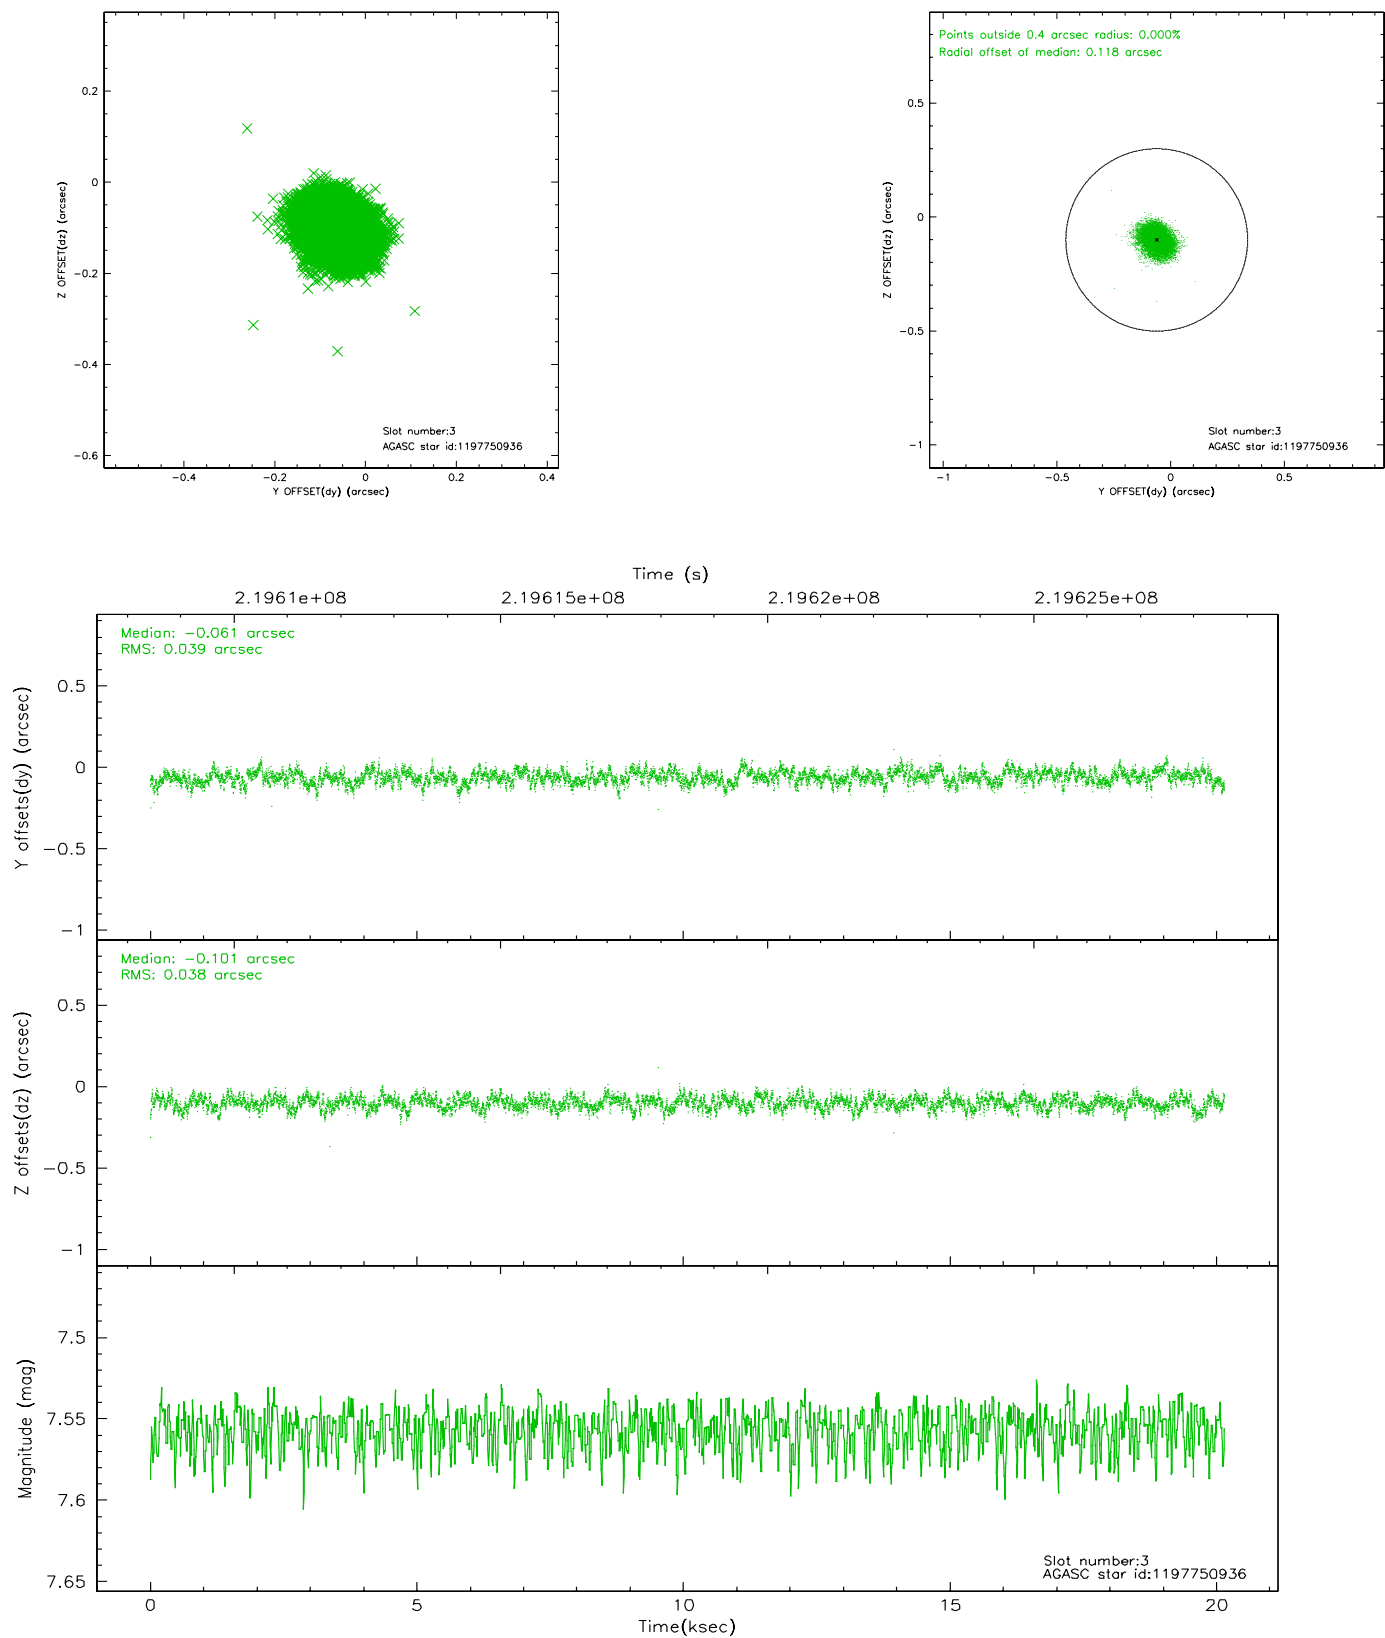 0.2
0
-0.2
-0.4
-0.6
Z OFFSET(dz) (arcsec)
Slot number:3
AGASC star id:1197750936
-0.4
-0.2
0
0.2
0.4
Y OFFSET(dy) (arcsec)
Points outside 0.4 arcsec radius: 0.000%
Radial offset of median: 0.118 arcsec
0.5
0
-0.5
-1
Z OFFSET(dz) (arcsec)
Slot number:3
AGASC star id:1197750936
-1
-0.5
0
0.5
Y OFFSET(dy) (arcsec)
Time (s)
2.1961e+08
2.19615e+08
2.1962e+08
2.19625e+08
Median: -0.061 arcsec
RMS: 0.039 arcsec
0.5
0
-0.5
-1
Y offsets(dy) (arcsec)
Median: -0.101 arcsec
RMS: 0.038 arcsec
0.5
0
-0.5
-1
Z offsets(dz) (arcsec)
7.5
7.55
7.6
7.65
Magnitude (mag)
Slot number:3
AGASC star id:1197750936
0
5
10
15
20
Time(ksec)